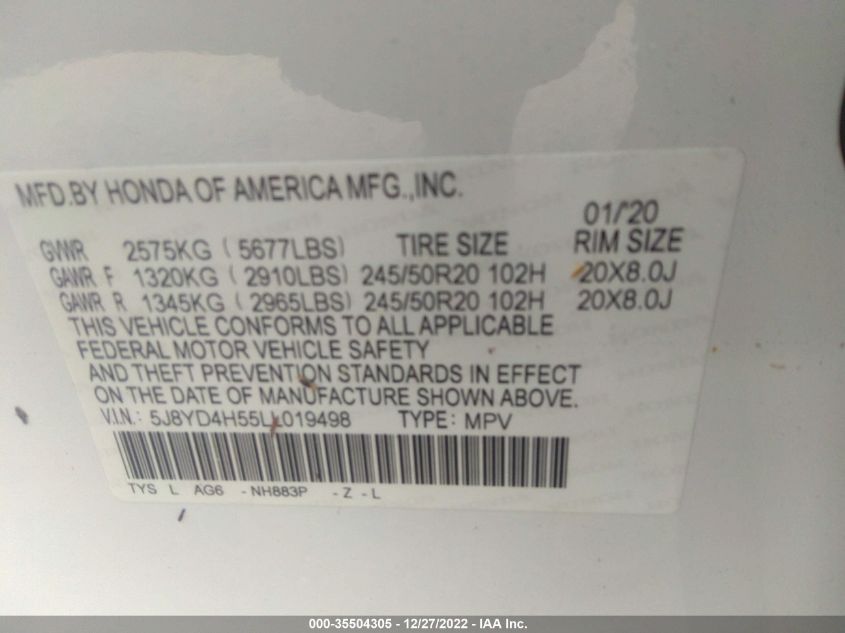 MFD.BY HONDA OF AMERICA MFG.,INC.
01/'20
GVWR 2575KG ( 5677LBS) TIRE SIZE RIM SIZE
GAWR F 1320KG ( 2910LBS) 245/50R20 102H 20X8.0J
GAWR R 1345KG ( 2965LBS) 245/50R20 102H 20X8.0J
THIS VEHICLE CONFORMS TO ALL APPLICABLE
FEDERAL MOTOR VEHICLE SAFETY
AND THEFT PREVENTION STANDARDS IN EFFECT
ON THE DATE OF MANUFACTURE SHOWN ABOVE.
V.I.N.: 5J8YD4H55LL019498 TYPE: MPV
TYS L AG6 -NH883P -Z -L
000-35504305 - 12/27/2022 - IAA, Inc.